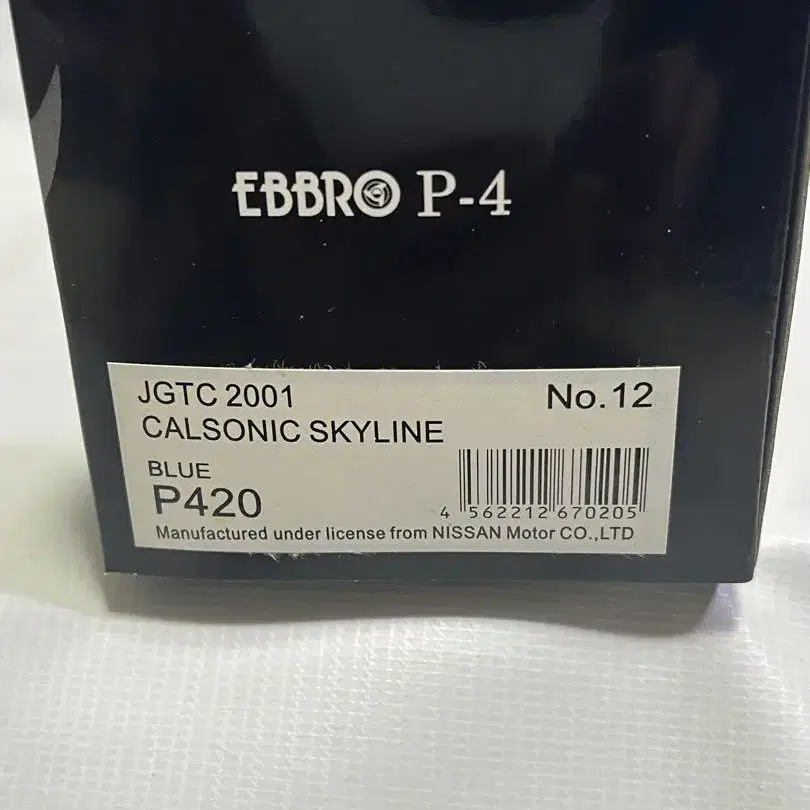 EBBRO P-4
JGTC 2001 No.12
CALSONIC SKYLINE
BLUE
P420
4 562212 670205
Manufactured under license from NISSAN Motor CO.,LTD